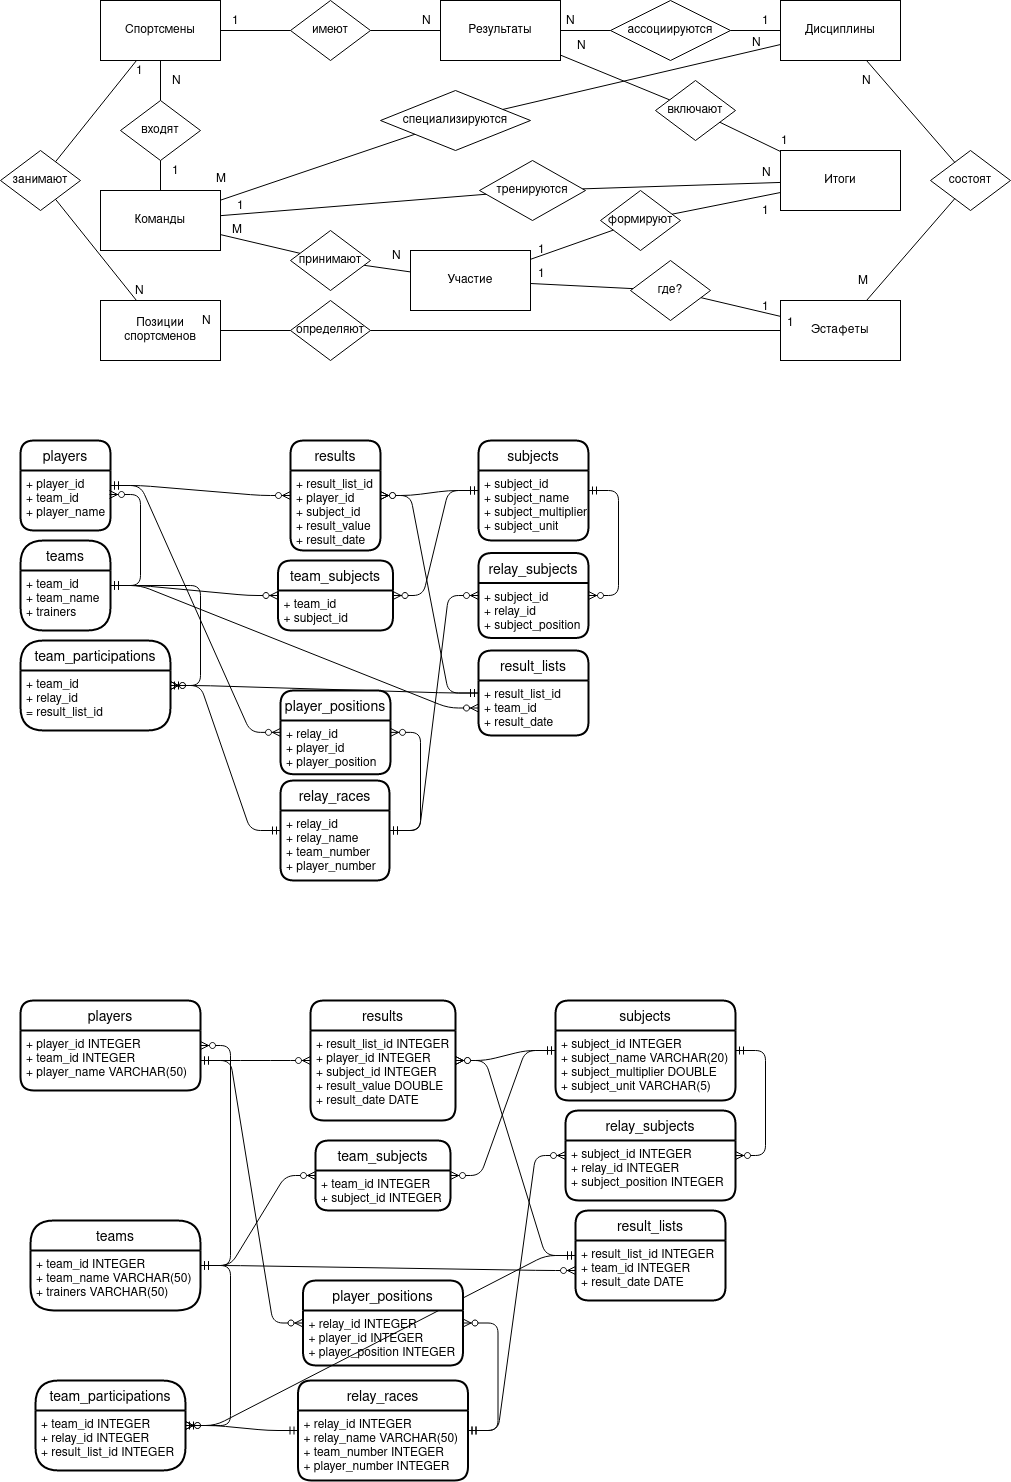 Спортсмены
1
имеют
N
Результаты
N
ассоциируются
1
Дисциплины
N
N
1
N
N
специализируются
включают
входят
1
занимают
1
M
тренируются
N
Итоги
состоят
1
Команды
формируют
1
M
принимают
N
1
Участие
1
где?
N
M
1
Позиции
спортсменов
N
определяют
1
Эстафеты
players
+ player_id
+ team_id
+ player_name
results
+ result_list_id
+ player_id
+ subject_id
+ result_value
+ result_date
subjects
+ subject_id
+ subject_name
+ subject_multiplier
+ subject_unit
teams
+ team_id
+ team_name
+ trainers
team_subjects
+ team_id
+ subject_id
relay_subjects
+ subject_id
+ relay_id
+ subject_position
team_participations
+ team_id
+ relay_id
= result_list_id
result_lists
+ result_list_id
+ team_id
+ result_date
player_positions
+ relay_id
+ player_id
+ player_position
relay_races
+ relay_id
+ relay_name
+ team_number
+ player_number
players
+ player_id INTEGER
+ team_id INTEGER
+ player_name VARCHAR(50)
results
+ result_list_id INTEGER
+ player_id INTEGER
+ subject_id INTEGER
+ result_value DOUBLE
+ result_date DATE
subjects
+ subject_id INTEGER
+ subject_name VARCHAR(20)
+ subject_multiplier DOUBLE
+ subject_unit VARCHAR(5)
team_subjects
+ team_id INTEGER
+ subject_id INTEGER
relay_subjects
+ subject_id INTEGER
+ relay_id INTEGER
+ subject_position INTEGER
teams
+ team_id INTEGER
+ team_name VARCHAR(50)
+ trainers VARCHAR(50)
result_lists
+ result_list_id INTEGER
+ team_id INTEGER
+ result_date DATE
player_positions
+ relay_id INTEGER
+ player_id INTEGER
+ player_position INTEGER
team_participations
+ team_id INTEGER
+ relay_id INTEGER
+ result_list_id INTEGER
relay_races
+ relay_id INTEGER
+ relay_name VARCHAR(50)
+ team_number INTEGER
+ player_number INTEGER